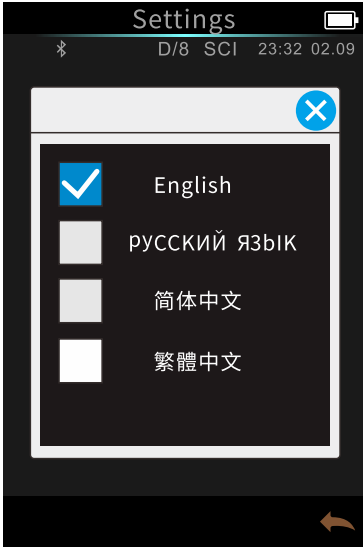 Settings
D/8 SCI 23:32 02.09
English
русский язык
简体中文
繁體中文